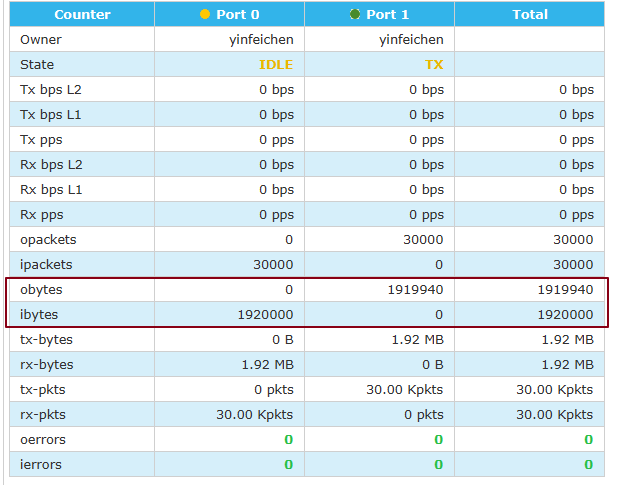 Counter Port 0 Port 1 Total
Owner yinfeichen yinfeichen
State IDLE TX
Tx bps L2 0 bps 0 bps 0 bps
Tx bps L1 0 bps 0 bps 0 bps
Tx pps 0 pps 0 pps 0 pps
Rx bps L2 0 bps 0 bps 0 bps
Rx bps L1 0 bps 0 bps 0 bps
Rx pps 0 pps 0 pps 0 pps
opackets 0 30000 30000
ipackets 30000 0 30000
obytes 0 1919940 1919940
ibytes 1920000 0 1920000
tx-bytes 0 B 1.92 MB 1.92 MB
rx-bytes 1.92 MB 0 B 1.92 MB
tx-pkts 0 pkts 30.00 Kpkts 30.00 Kpkts
rx-pkts 30.00 Kpkts 0 pkts 30.00 Kpkts
oerrors 0 0 0
ierrors 0 0 0